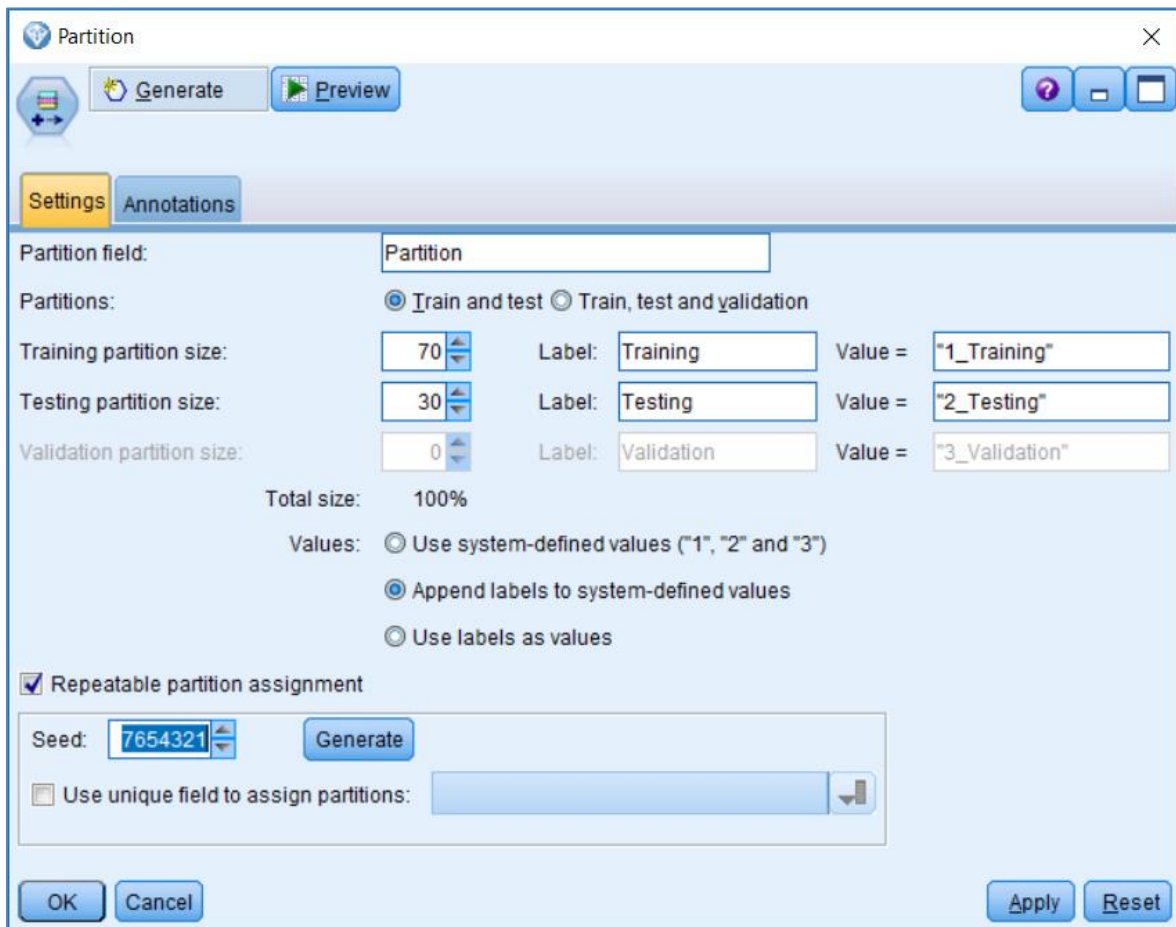 Partition
Generate Preview
Settings Annotations
Partition field: Partition
Partitions: Train and test Train, test and validation
Training partition size: 70 Label: Training Value = "1_Training"
Testing partition size: 30 Label: Testing Value = "2_Testing"
Validation partition size: 0 Label: Validation Value = "3_Validation"
Total size: 100%
Values: Use system-defined values ("1", "2" and "3")
Append labels to system-defined values
Use labels as values
Repeatable partition assignment
Seed: 7654321 Generate
Use unique field to assign partitions:
OK Cancel Apply Reset